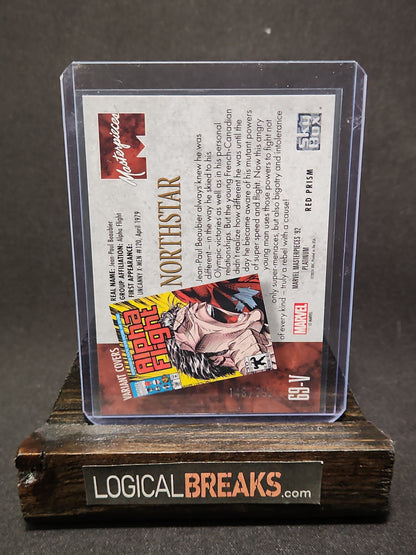 Masterpieces
VARIANT COVERS
REAL NAME: Jean-Paul Beaubier
GROUP AFFILIATION: Alpha Flight
FIRST APPEARANCE:
UNCANNY X-MEN #120, April 1979
NORTHSTAR
Jean-Paul Beaubier always knew he was
different – in the way he skied to his
Olympic victories as well as in his personal
relationships. But the young French-Canadian
didn't realize how different he was until the
day he became aware of his mutant powers
of super speed and flight. Now this angry
young man uses those powers to fight not
only super-menaces, but also bigotry and intolerance
of every kind – truly a rebel with a cause!
Alpha
Flight
MARVEL
MARVEL MASTERPIECES '92
PLATINUM
RED PRISM
SKYBOX
69-V
LOGICALBREAKS.com